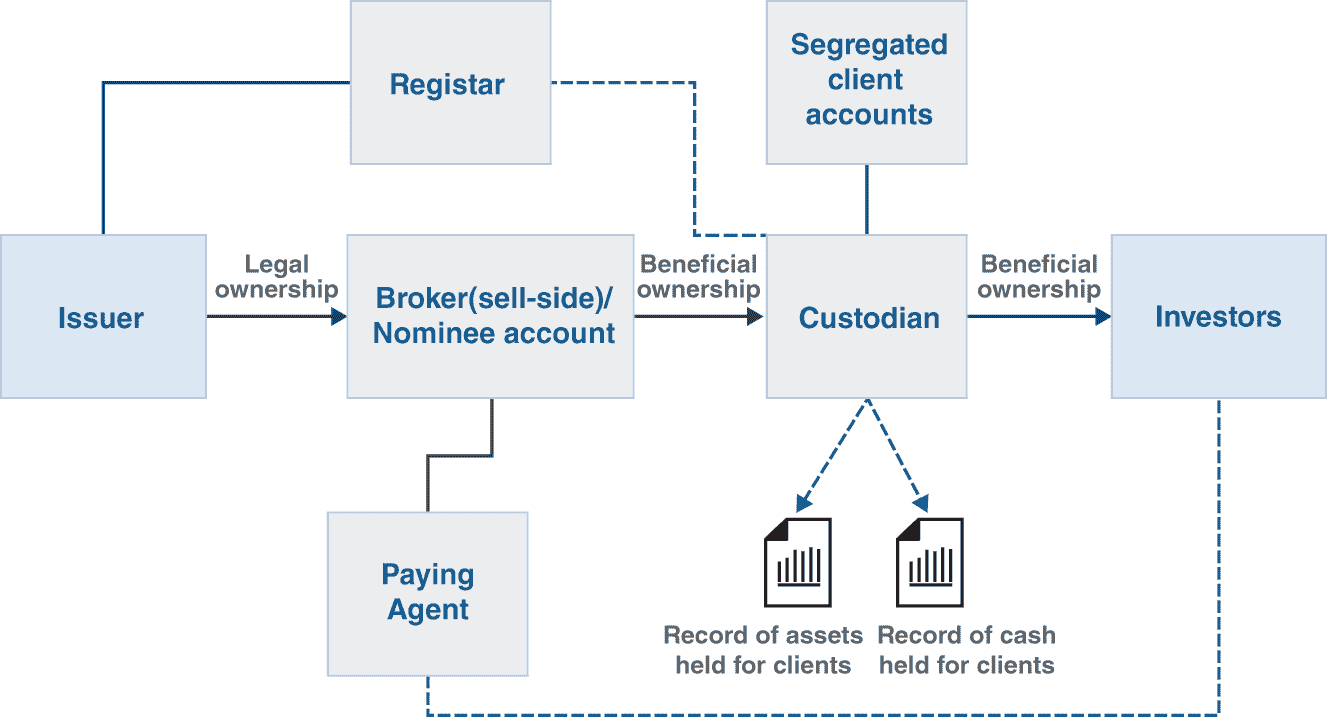 Registar
Segregated
client
accounts
Issuer
Legal
ownership
Broker(sell-side)/
Nominee account
Beneficial
ownership
Custodian
Beneficial
ownership
Investors
Paying
Agent
Record of assets
held for clients
Record of cash
held for clients